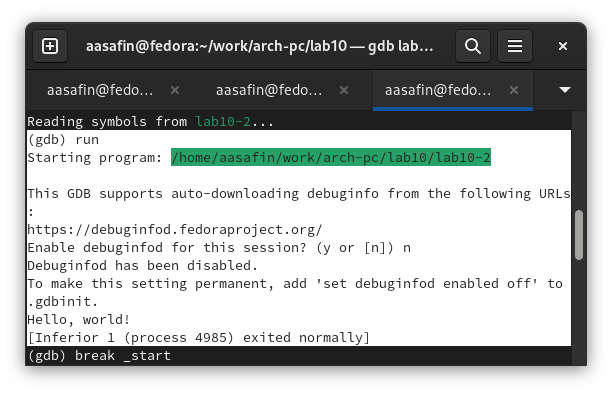 aasafin@fedora:~/work/arch-pc/lab10 — gdb lab…
aasafin@fedo… aasafin@fedo… aasafin@fedo…
Reading symbols from lab10-2...
(gdb) run
Starting program: /home/aasafin/work/arch-pc/lab10/lab10-2
This GDB supports auto-downloading debuginfo from the following URLs
:
https://debuginfod.fedoraproject.org/
Enable debuginfod for this session? (y or [n]) n
Debuginfod has been disabled.
To make this setting permanent, add 'set debuginfod enabled off' to
.gdbinit.
Hello, world!
[Inferior 1 (process 4985) exited normally]
(gdb) break _start